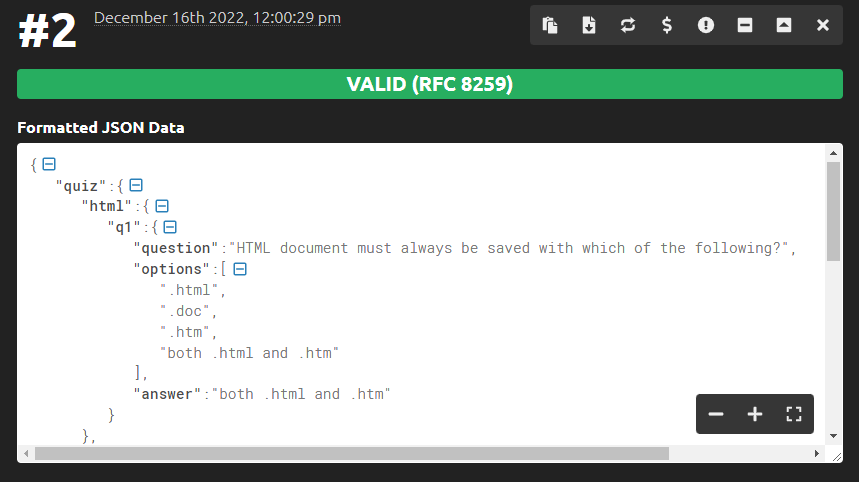 #2
December 16th 2022, 12:00:29 pm
VALID (RFC 8259)
Formatted JSON Data
{
"quiz":{
"html":{
"q1":{
"question":"HTML document must always be saved with which of the following?",
"options":[
".html",
".doc",
".htm",
"both .html and .htm"
],
"answer":"both .html and .htm"
}
},